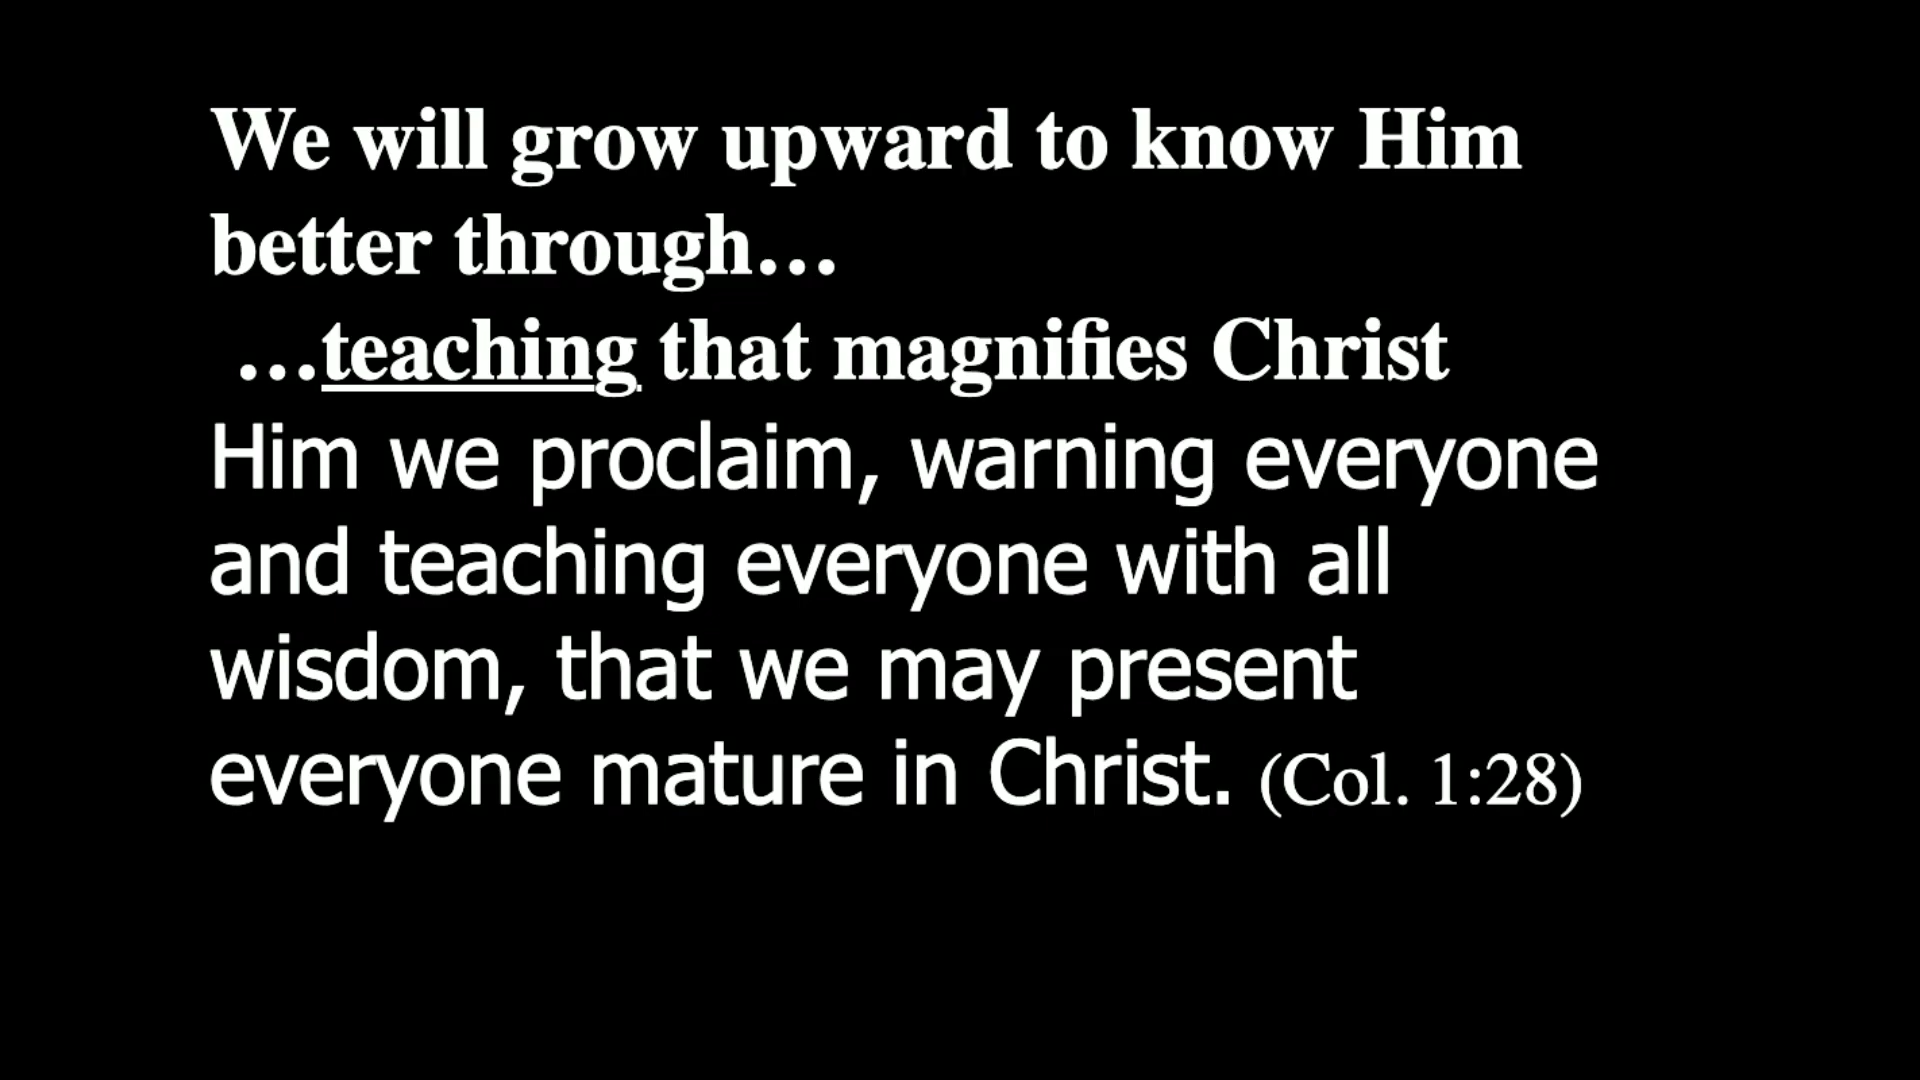 We will grow upward to know Him
better through…
…teaching that magnifies Christ
Him we proclaim, warning everyone
and teaching everyone with all
wisdom, that we may present
everyone mature in Christ. (Col. 1:28)